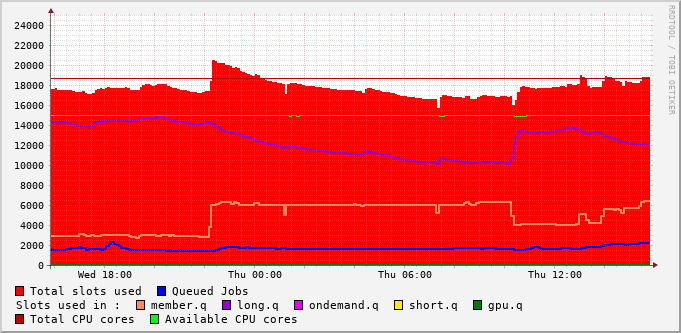 24000
22000
20000
18000
16000
14000
12000
10000
8000
6000
4000
2000
0
Wed 18:00 Thu 00:00 Thu 06:00 Thu 12:00
Total slots used Queued Jobs
Slots used in : member.q long.q ondemand.q short.q gpu.q
Total CPU cores Available CPU cores
RRDTOOL / TOBI OETIKER